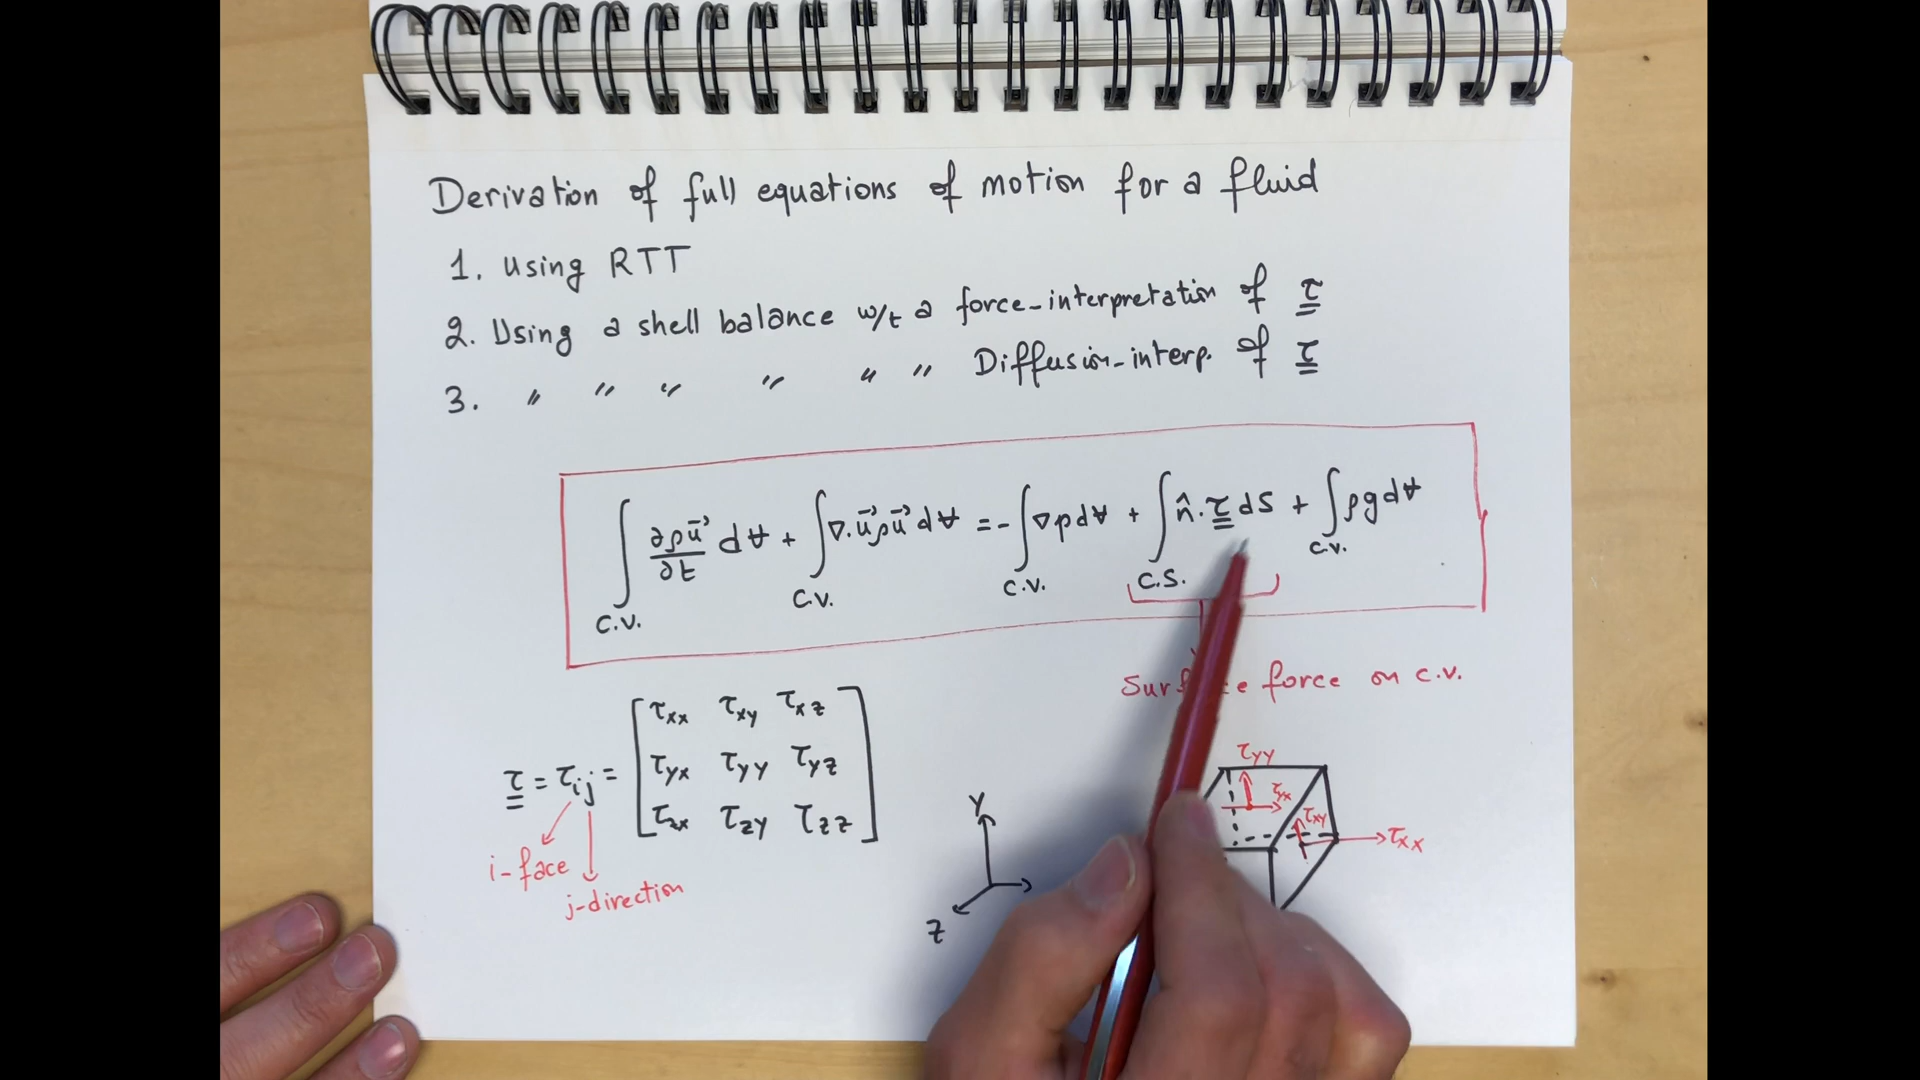 Derivation of full equations of motion for a fluid
1. using RTT
2. Using a shell balance w/t a force-interpretation of τ
3. " " " " " " Diffusion-interp. of τ
∫ ∂ρu⃗/∂t d∀ + ∫ ∇.u⃗ρu⃗ d∀ = -∫ ∇p d∀ + ∫ n̂.τ dS + ∫ ρg d∀
C.V. C.V. C.V. C.S. C.V.
force on C.V.
τ = τij = [τxx τxy τxz
τyx τyy τyz
τzx τzy τzz]
i-face
j-direction
Y
Z
τyy
τyx
τxy
τxx